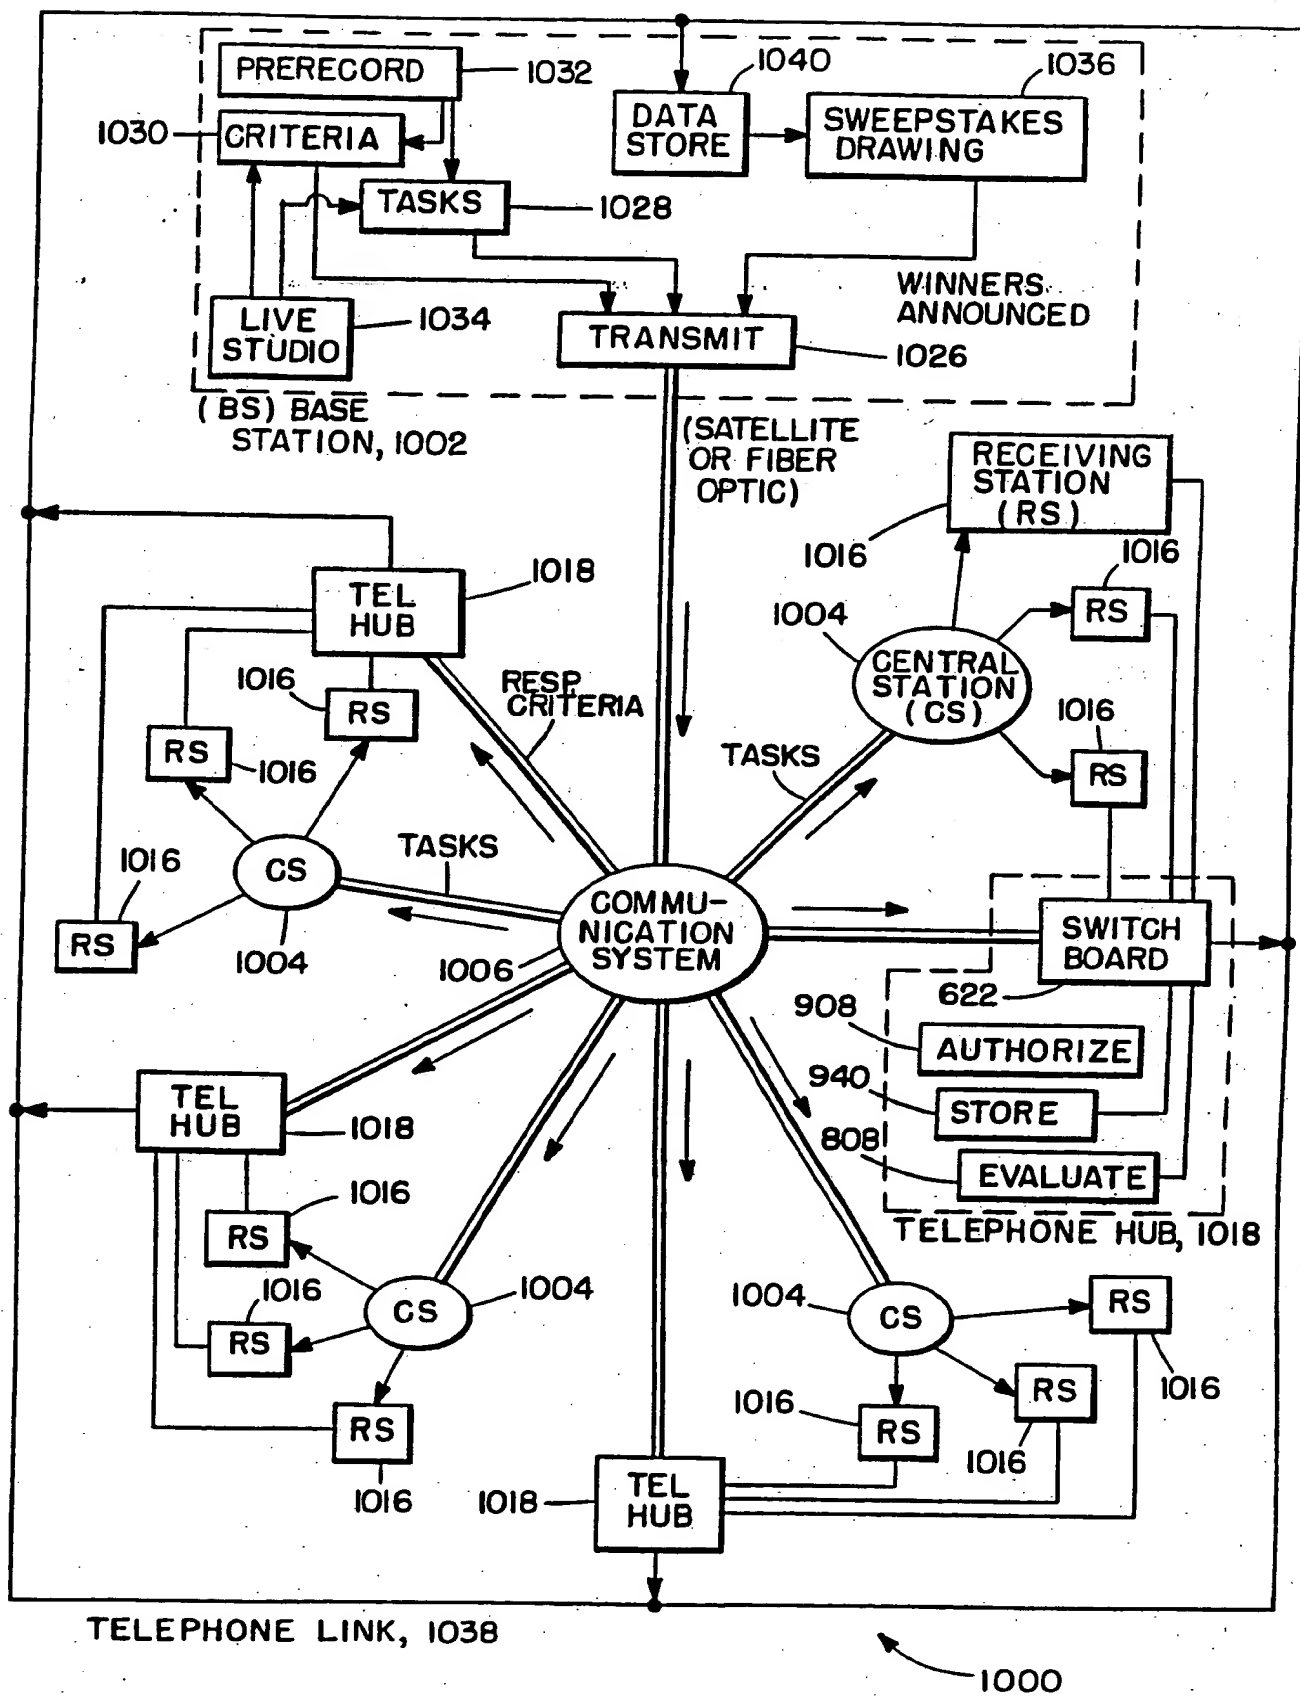 PRERECORD
1032
1040
1036
1030
CRITERIA
DATA
STORE
SWEEPSTAKES
DRAWING
TASKS
1028
LIVE
STUDIO
1034
WINNERS
ANNOUNCED
TRANSMIT
1026
(BS) BASE
STATION, 1002
(SATELLITE
OR FIBER
OPTIC)
RECEIVING
STATION
(RS)
1016
1016
TEL
HUB
1018
1004
RS
CENTRAL
STATION
(CS)
1016
RS
RESP.
CRITERIA
1016
RS
RS
1016
TASKS
TASKS
1016
CS
RS
1004
COMMU-
NICATION
SYSTEM
1006
SWITCH
BOARD
622
908
AUTHORIZE
940
STORE
808
EVALUATE
TELEPHONE HUB, 1018
TEL
HUB
1018
1016
RS
1016
RS
CS
1004
RS
1016
1004
CS
RS
1016
RS
1016
1016
RS
1018
TEL
HUB
TELEPHONE LINK, 1038
1000